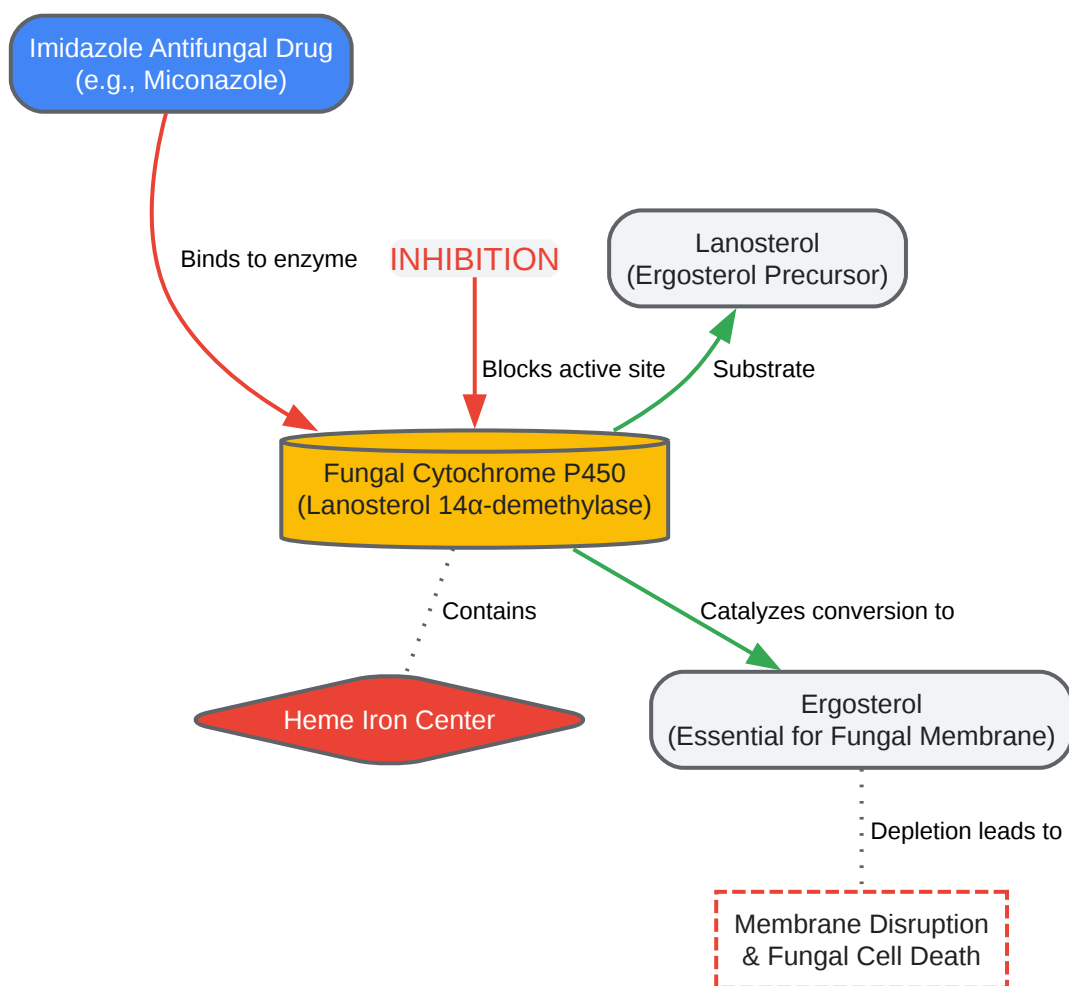 Imidazole Antifungal Drug
(e.g., Miconazole)
Binds to enzyme
INHIBITION
Lanosterol
(Ergosterol Precursor)
Blocks active site
Substrate
Fungal Cytochrome P450
(Lanosterol 14α-demethylase)
Contains
Catalyzes conversion to
Heme Iron Center
Ergosterol
(Essential for Fungal Membrane)
Depletion leads to
Membrane Disruption
& Fungal Cell Death